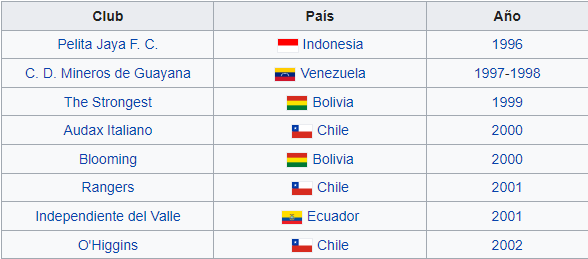 Club País Año
Pelita Jaya F. C. Indonesia 1996
C. D. Mineros de Guayana Venezuela 1997-1998
The Strongest Bolivia 1999
Audax Italiano Chile 2000
Blooming Bolivia 2000
Rangers Chile 2001
Independiente del Valle Ecuador 2001
O'Higgins Chile 2002